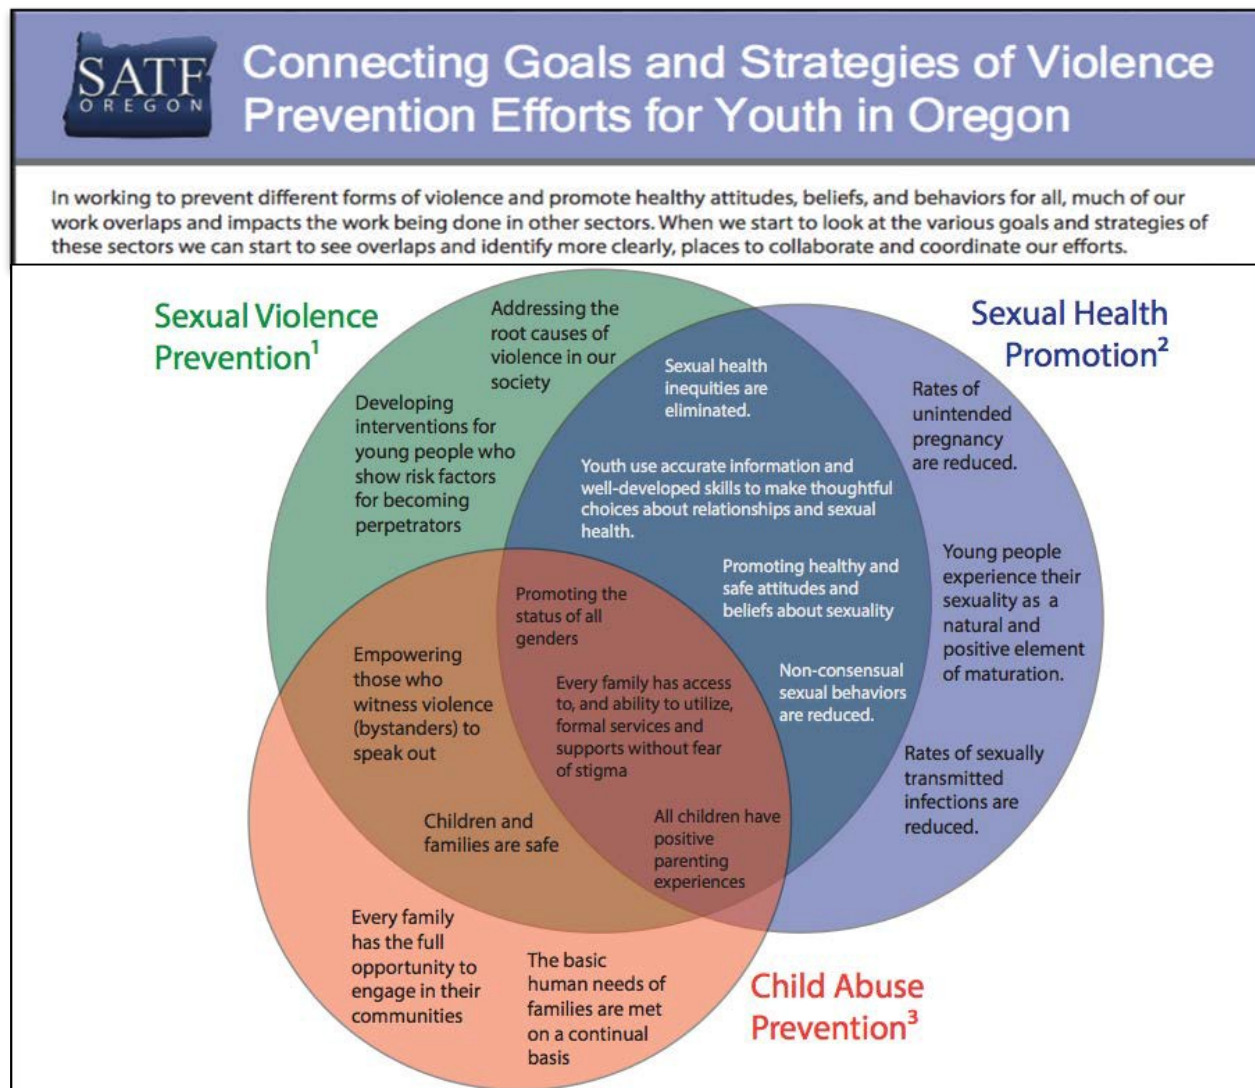 SATF
OREGON
Connecting Goals and Strategies of Violence
Prevention Efforts for Youth in Oregon
In working to prevent different forms of violence and promote healthy attitudes, beliefs, and behaviors for all, much of our
work overlaps and impacts the work being done in other sectors. When we start to look at the various goals and strategies of
these sectors we can start to see overlaps and identify more clearly, places to collaborate and coordinate our efforts.
Sexual Violence
Prevention¹
Addressing the
root causes of
violence in our
society
Developing
interventions for
young people who
show risk factors
for becoming
perpetrators
Sexual health
inequities are
eliminated.
Youth use accurate information and
well-developed skills to make thoughtful
choices about relationships and sexual
health.
Promoting healthy and
safe attitudes and
beliefs about sexuality
Non-consensual
sexual behaviors
are reduced.
Sexual Health
Promotion²
Rates of
unintended
pregnancy
are reduced.
Young people
experience their
sexuality as a
natural and
positive element
of maturation.
Rates of sexually
transmitted
infections are
reduced.
Promoting the
status of all
genders
Every family has access
to, and ability to utilize,
formal services and
supports without fear
of stigma
All children have
positive
parenting
experiences
Empowering
those who
witness violence
(bystanders) to
speak out
Children and
families are safe
Every family
has the full
opportunity to
engage in their
communities
The basic
human needs of
families are met
on a continual
basis
Child Abuse
Prevention³